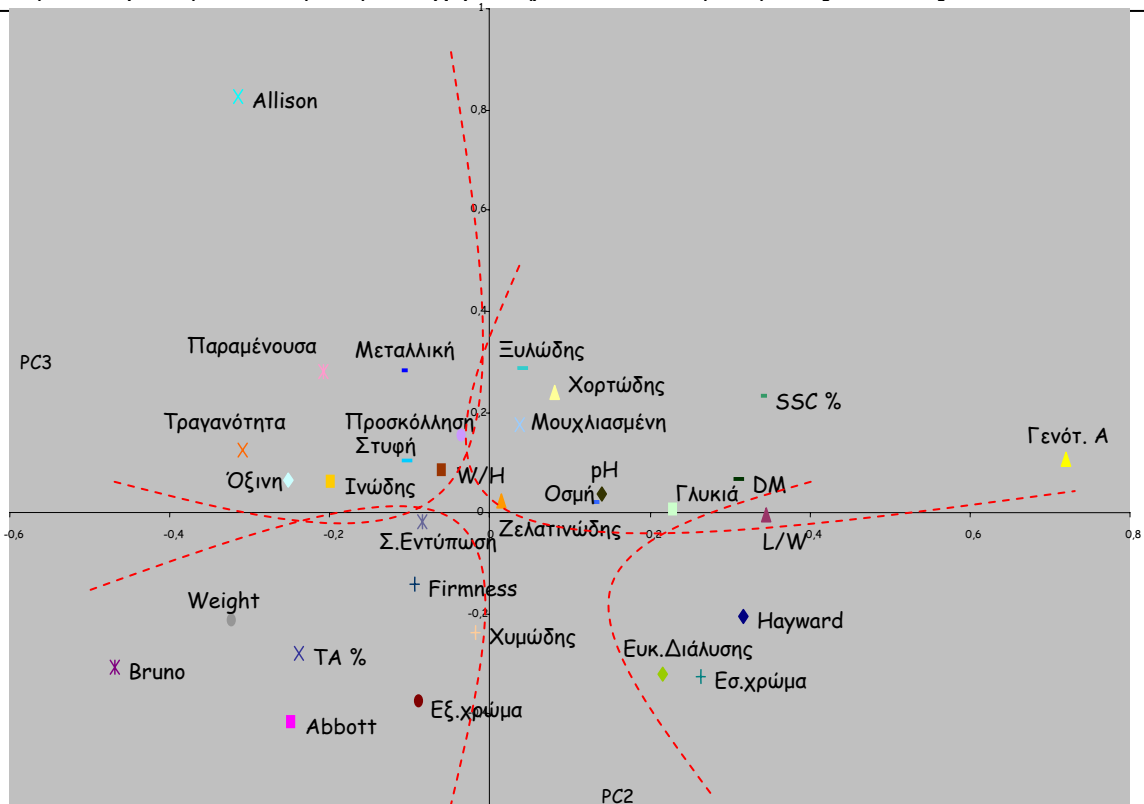 1
Allison
0,8
0,6
0,4
Παραμένουσα
Μεταλλική
Ξυλώδης
PC3
Χορτώδης
SSC %
0,2
Τραγανότητα
Προσκόλληση
Μουχλιασμένη
Γενότ. Α
Στυφή
Όξινη
Ινώδης
W/H
pH
Οσμή
Γλυκιά
DM
0
Ζελατινώδης
-0,6
-0,4
-0,2
0
0,2
0,4
0,6
0,8
Σ.Εντύπωση
L/W
Weight
Firmness
-0,2
Hayward
Χυμώδης
Ευκ.Διάλυσης
Bruno
TA %
Εσ.χρώμα
Abbott
Εξ.χρώμα
-0,4
PC2